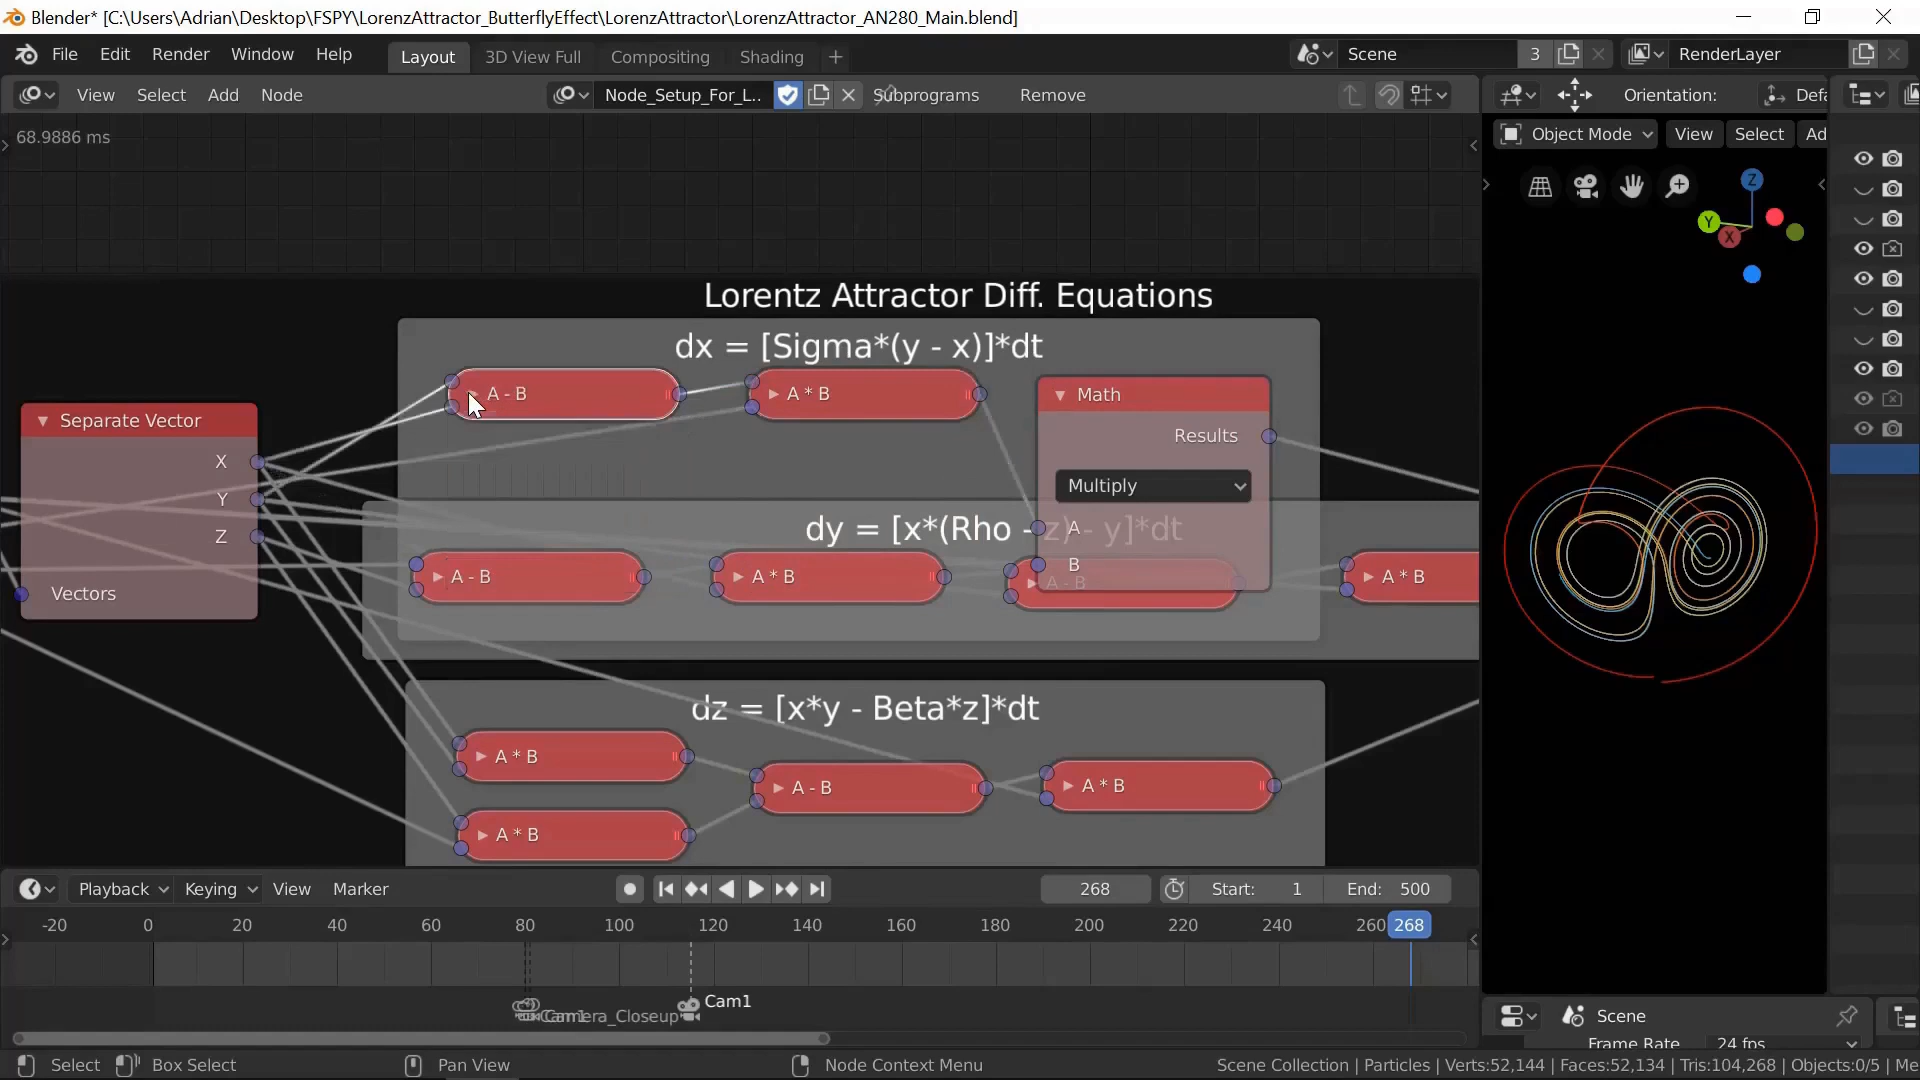 Blender* [C:\Users\Adrian\Desktop\FSPY\LorenzAttractor_ButterflyEffect\LorenzAttractor\LorenzAttractor_AN280_Main.blend]
File Edit Render Window Help Layout 3D View Full Compositing Shading + Scene 3 RenderLayer
View Select Add Node Node_Setup_For_L.. Subprograms Remove Orientation: Defa
68.9886 ms
Object Mode View Select Ad
Z
Y
X
Lorentz Attractor Diff. Equations
dx = [Sigma*(y - x)]*dt
A - B
A * B
Math
Results
Multiply
A
B
Separate Vector
X
Y
Z
Vectors
dy = [x*(Rho - z) - y]*dt
A - B
A * B
A - B
A * B
dz = [x*y - Beta*z]*dt
A * B
A - B
A * B
A * B
Playback Keying View Marker 268 Start: 1 End: 500
-20 0 20 40 60 80 100 120 140 160 180 200 220 240 260 268
Cam1
Cam1
Camera_Closeup
Scene
Frame Rate 24 fps
Select Box Select Pan View Node Context Menu Scene Collection | Particles | Verts:52,144 | Faces:52,134 | Tris:104,268 | Objects:0/5 | Me